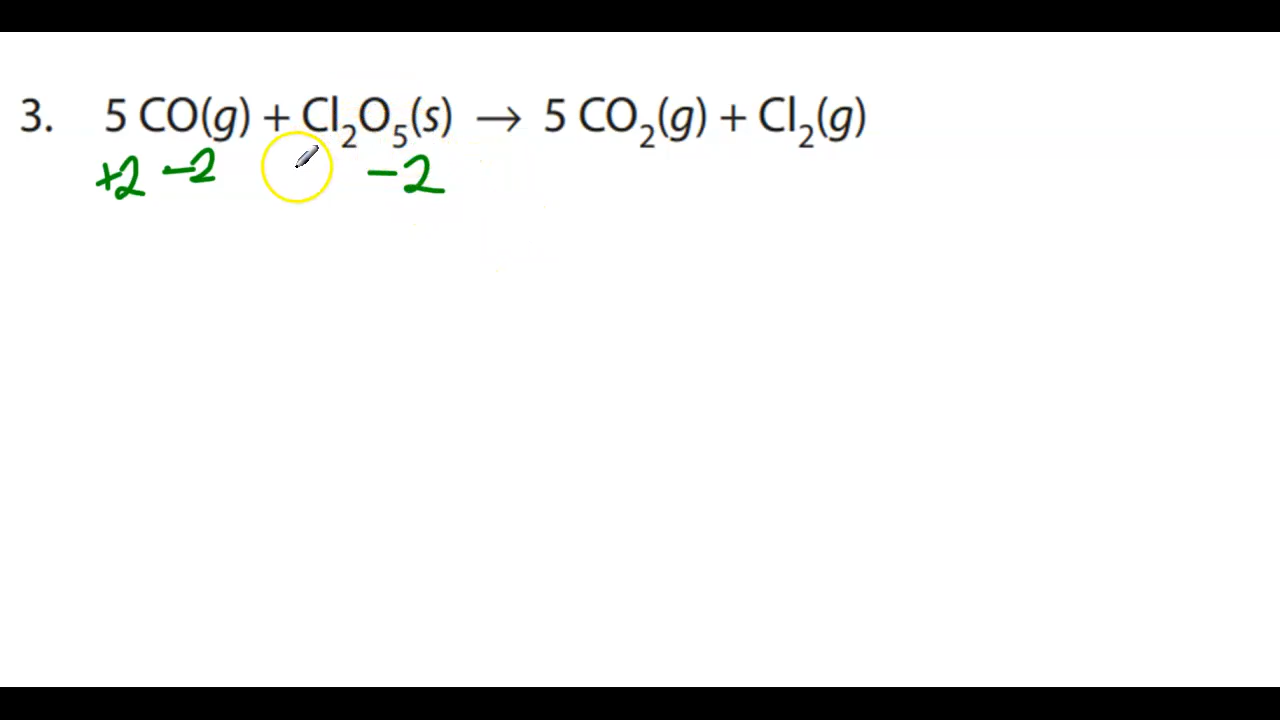 3. 5 CO(g) + Cl₂O₅(s) → 5 CO₂(g) + Cl₂(g)
+2 −2 −2